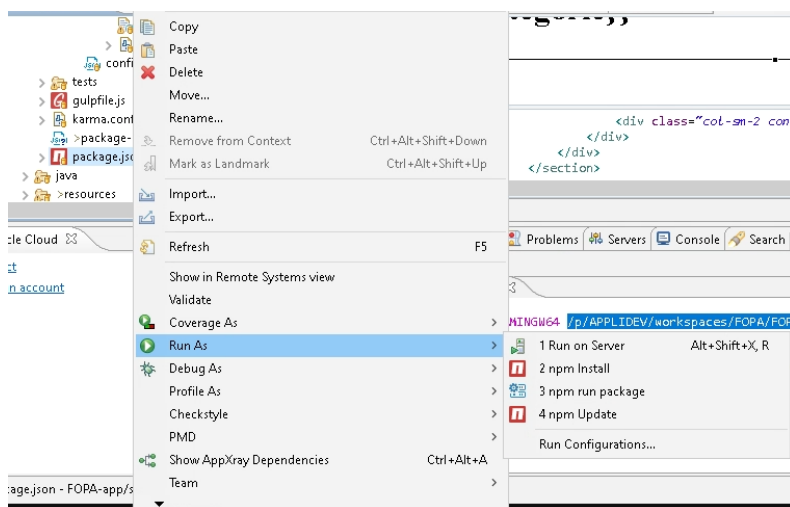 Copy
Paste
Delete
Move...
Rename...
Remove from Context Ctrl+Alt+Shift+Down
Mark as Landmark Ctrl+Alt+Shift+Up
Import...
Export...
Refresh F5
Show in Remote Systems view
Validate
Coverage As
Run As
Debug As
Profile As
Checkstyle
PMD
Show AppXray Dependencies Ctrl+Alt+A
Team
1 Run on Server Alt+Shift+X, R
2 npm Install
3 npm run package
4 npm Update
Run Configurations...
confi
tests
gulpfile.js
karma.conf
>package-
package.jso
java
>resources
cle Cloud
ct
n account
age.json - FOPA-app/s
<div class="col-sm-2 con
</div>
</div>
</section>
Problems Servers Console Search
MINGW64 /p/APPLIDEV/workspaces/FOPA/FOP